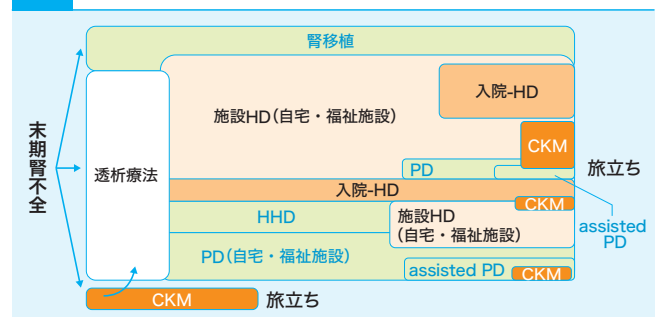 腎移植
入院-HD
施設HD(自宅・福祉施設)
CKM
末期腎不全
透析療法
PD
旅立ち
入院-HD
CKM
HHD
施設HD
(自宅・福祉施設)
assisted
PD
PD(自宅・福祉施設)
assisted PD
CKM
CKM
旅立ち